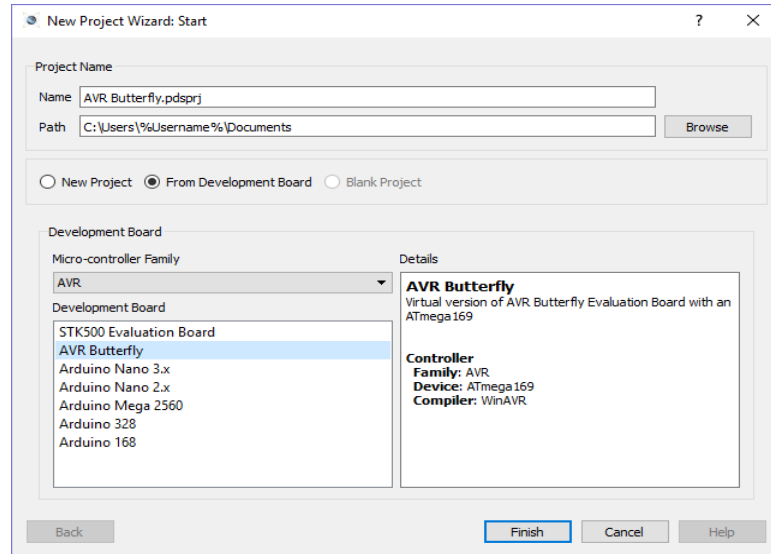 New Project Wizard: Start
?
Project Name
Name AVR Butterfly.pdsprj
Path C:\Users\%Username%\Documents Browse
New Project From Development Board Blank Project
Development Board
Micro-controller Family
AVR
Development Board
STK500 Evaluation Board
AVR Butterfly
Arduino Nano 3.x
Arduino Nano 2.x
Arduino Mega 2560
Arduino 328
Arduino 168
Details
AVR Butterfly
Virtual version of AVR Butterfly Evaluation Board with an
ATmega169
Controller
Family: AVR
Device: ATmega169
Compiler: WinAVR
Back Finish Cancel Help